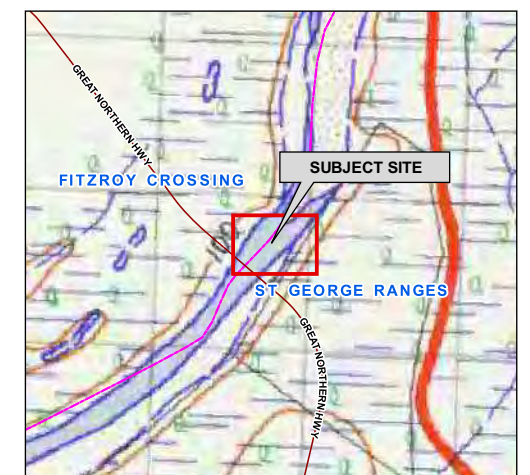 GREAT-NORTHERN-HWY
SUBJECT SITE
FITZROY CROSSING
ST GEORGE RANGES
GREAT-NORTHERN-HWY